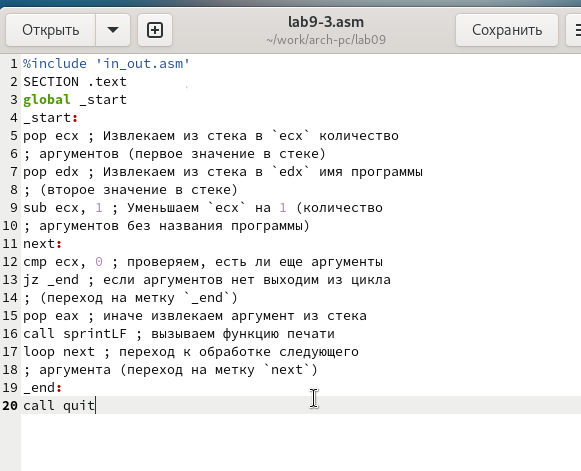 Открыть
lab9-3.asm
~/work/arch-pc/lab09
Сохранить
1 %include 'in_out.asm'
2 SECTION .text
3 global _start
4 _start:
5 pop ecx ; Извлекаем из стека в `ecx` количество
6 ; аргументов (первое значение в стеке)
7 pop edx ; Извлекаем из стека в `edx` имя программы
8 ; (второе значение в стеке)
9 sub ecx, 1 ; Уменьшаем `ecx` на 1 (количество
10 ; аргументов без названия программы)
11 next:
12 cmp ecx, 0 ; проверяем, есть ли еще аргументы
13 jz _end ; если аргументов нет выходим из цикла
14 ; (переход на метку `_end`)
15 pop eax ; иначе извлекаем аргумент из стека
16 call sprintLF ; вызываем функцию печати
17 loop next ; переход к обработке следующего
18 ; аргумента (переход на метку `next`)
19 _end:
20 call quit